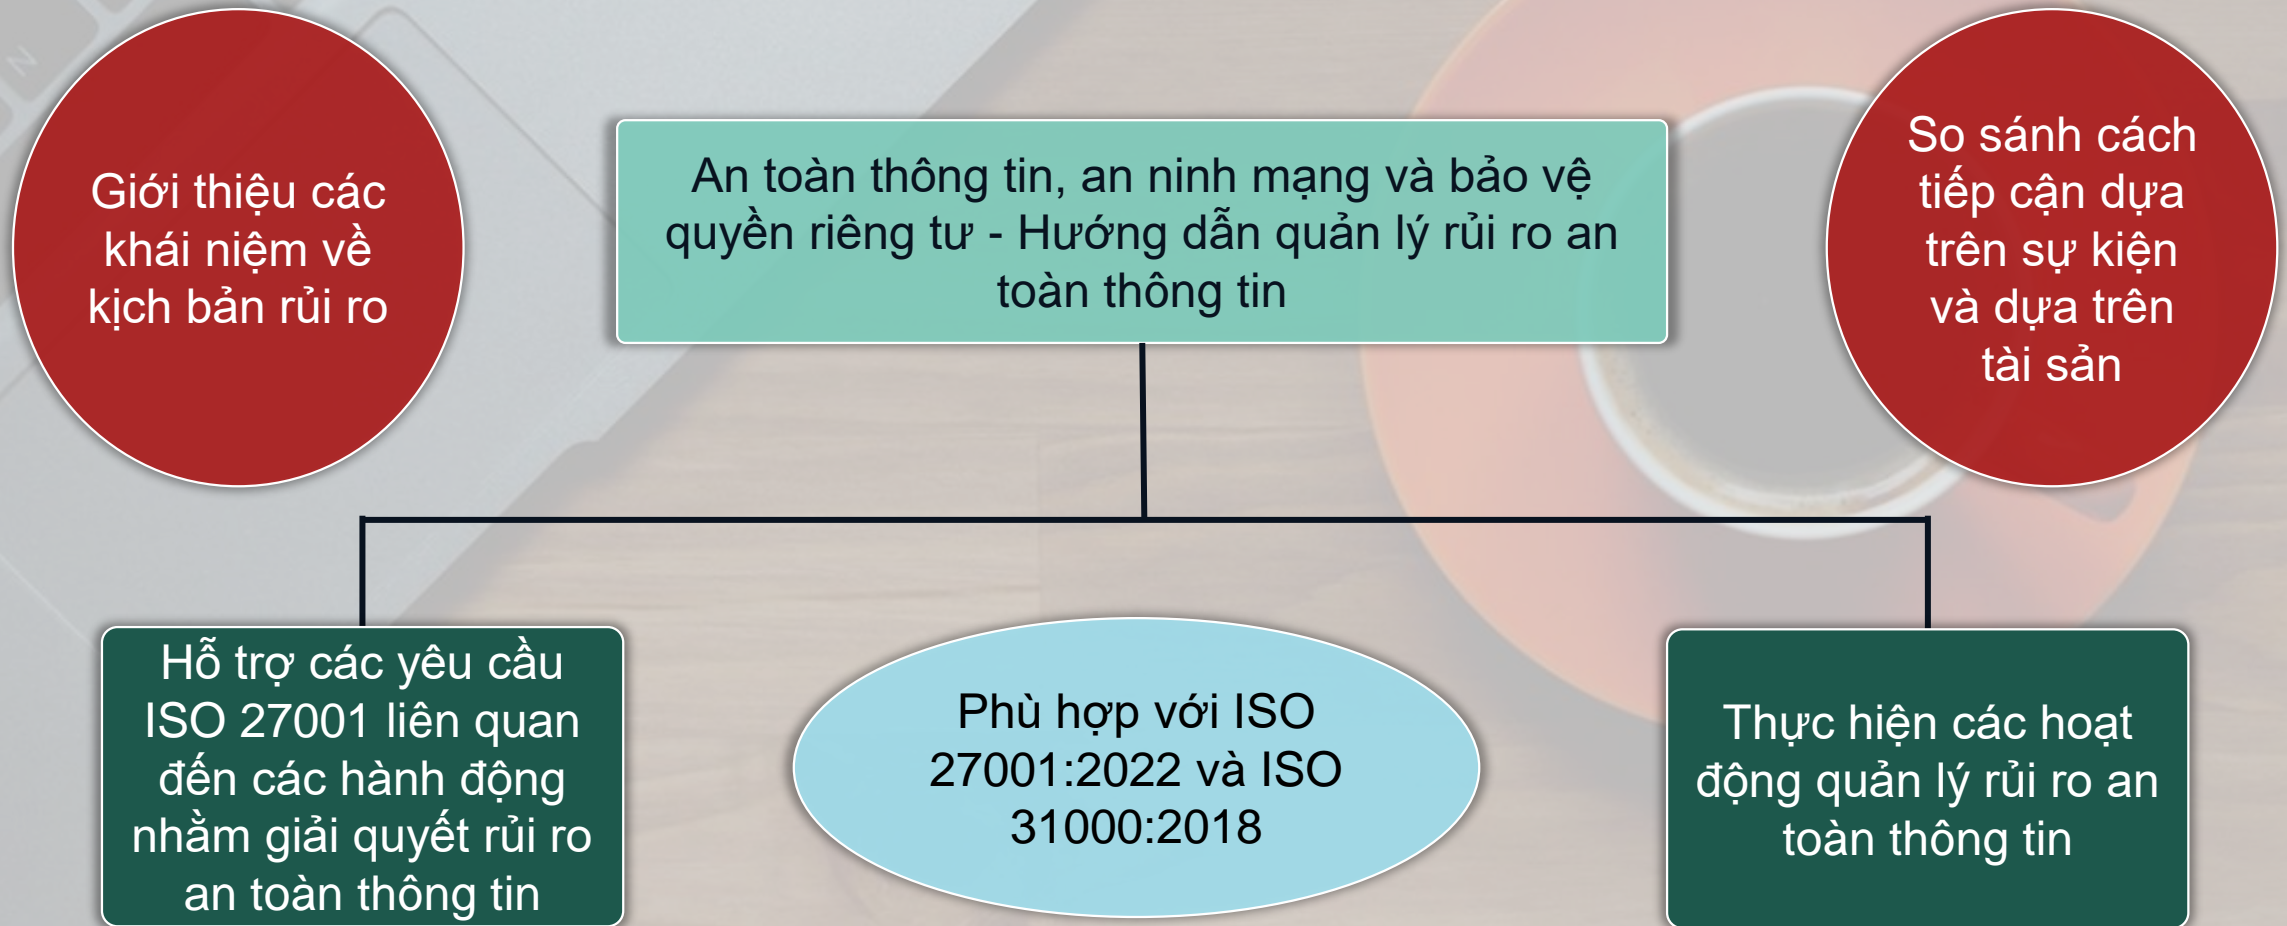 Giới thiệu các
khái niệm về
kịch bản rủi ro
An toàn thông tin, an ninh mạng và bảo vệ
quyền riêng tư - Hướng dẫn quản lý rủi ro an
toàn thông tin
So sánh cách
tiếp cận dựa
trên sự kiện
và dựa trên
tài sản
Hỗ trợ các yêu cầu
ISO 27001 liên quan
đến các hành động
nhằm giải quyết rủi ro
an toàn thông tin
Phù hợp với ISO
27001:2022 và ISO
31000:2018
Thực hiện các hoạt
động quản lý rủi ro an
toàn thông tin
N